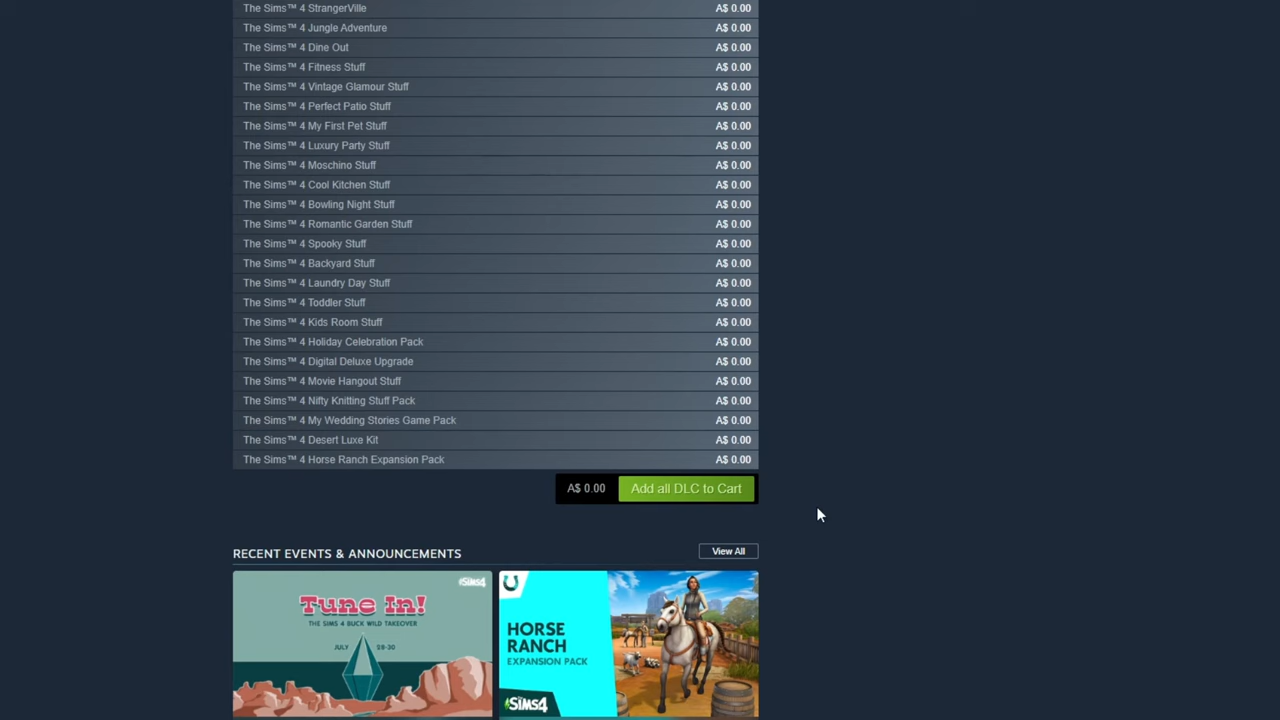 The Sims™ 4 StrangerVille A$ 0.00
The Sims™ 4 Jungle Adventure A$ 0.00
The Sims™ 4 Dine Out A$ 0.00
The Sims™ 4 Fitness Stuff A$ 0.00
The Sims™ 4 Vintage Glamour Stuff A$ 0.00
The Sims™ 4 Perfect Patio Stuff A$ 0.00
The Sims™ 4 My First Pet Stuff A$ 0.00
The Sims™ 4 Luxury Party Stuff A$ 0.00
The Sims™ 4 Moschino Stuff A$ 0.00
The Sims™ 4 Cool Kitchen Stuff A$ 0.00
The Sims™ 4 Bowling Night Stuff A$ 0.00
The Sims™ 4 Romantic Garden Stuff A$ 0.00
The Sims™ 4 Spooky Stuff A$ 0.00
The Sims™ 4 Backyard Stuff A$ 0.00
The Sims™ 4 Laundry Day Stuff A$ 0.00
The Sims™ 4 Toddler Stuff A$ 0.00
The Sims™ 4 Kids Room Stuff A$ 0.00
The Sims™ 4 Holiday Celebration Pack A$ 0.00
The Sims™ 4 Digital Deluxe Upgrade A$ 0.00
The Sims™ 4 Movie Hangout Stuff A$ 0.00
The Sims™ 4 Nifty Knitting Stuff Pack A$ 0.00
The Sims™ 4 My Wedding Stories Game Pack A$ 0.00
The Sims™ 4 Desert Luxe Kit A$ 0.00
The Sims™ 4 Horse Ranch Expansion Pack A$ 0.00
A$ 0.00 Add all DLC to Cart
RECENT EVENTS & ANNOUNCEMENTS View All
SiMS4
Tune In!
THE SIMS 4 BUCK WILD TAKEOVER
JULY 28-30
HORSE
RANCH
EXPANSION PACK
SiMS4